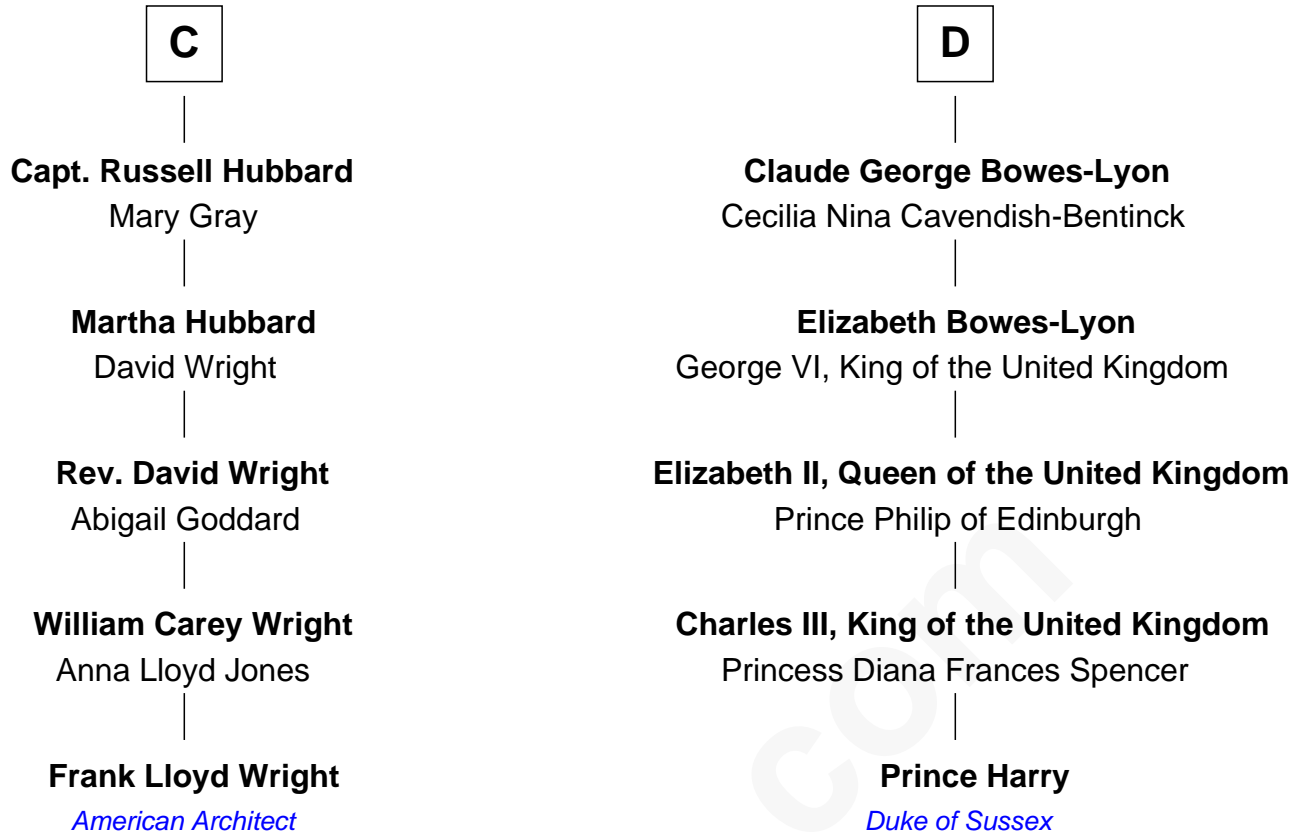 C
Capt. Russell Hubbard
Mary Gray
Martha Hubbard
David Wright
Rev. David Wright
Abigail Goddard
William Carey Wright
Anna Lloyd Jones
Frank Lloyd Wright
American Architect
D
Claude George Bowes-Lyon
Cecilia Nina Cavendish-Bentinck
Elizabeth Bowes-Lyon
George VI, King of the United Kingdom
Elizabeth II, Queen of the United Kingdom
Prince Philip of Edinburgh
Charles III, King of the United Kingdom
Princess Diana Frances Spencer
Prince Harry
Duke of Sussex
com